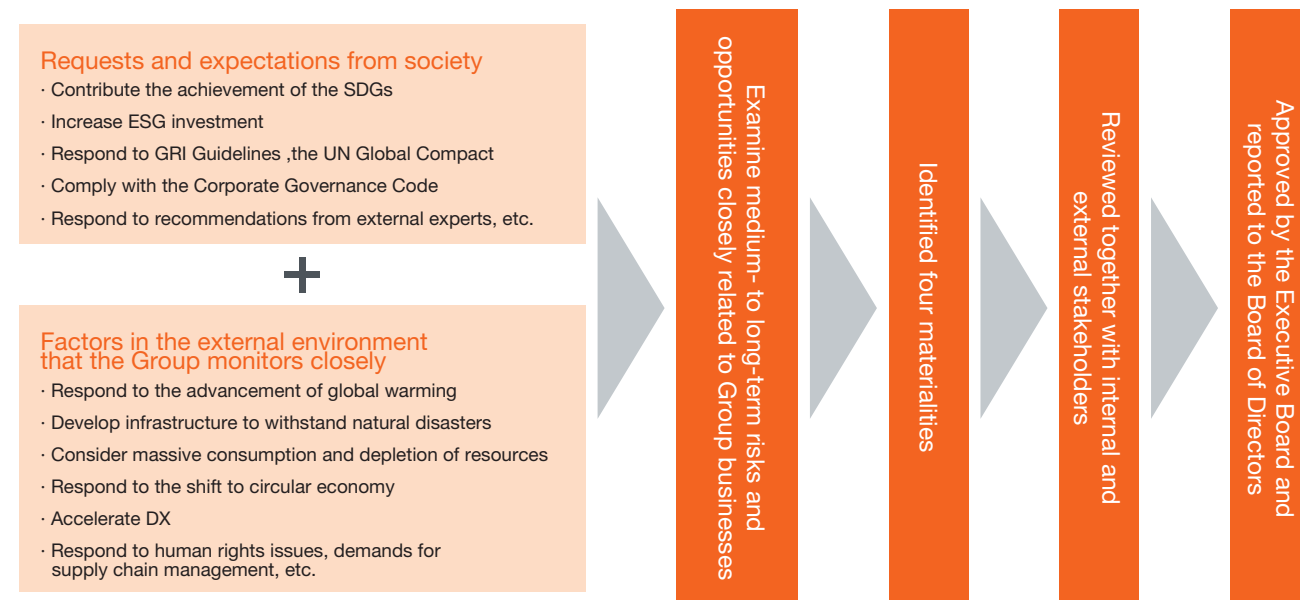 Requests and expectations from society
· Contribute the achievement of the SDGs
· Increase ESG investment
· Respond to GRI Guidelines ,the UN Global Compact
· Comply with the Corporate Governance Code
· Respond to recommendations from external experts, etc.
+
Factors in the external environment
that the Group monitors closely
· Respond to the advancement of global warming
· Develop infrastructure to withstand natural disasters
· Consider massive consumption and depletion of resources
· Respond to the shift to circular economy
· Accelerate DX
· Respond to human rights issues, demands for
supply chain management, etc.
Examine medium- to long-term risks and
opportunities closely related to Group businesses
Identified four materialities
Reviewed together with internal and
external stakeholders
Approved by the Executive Board and
reported to the Board of Directors